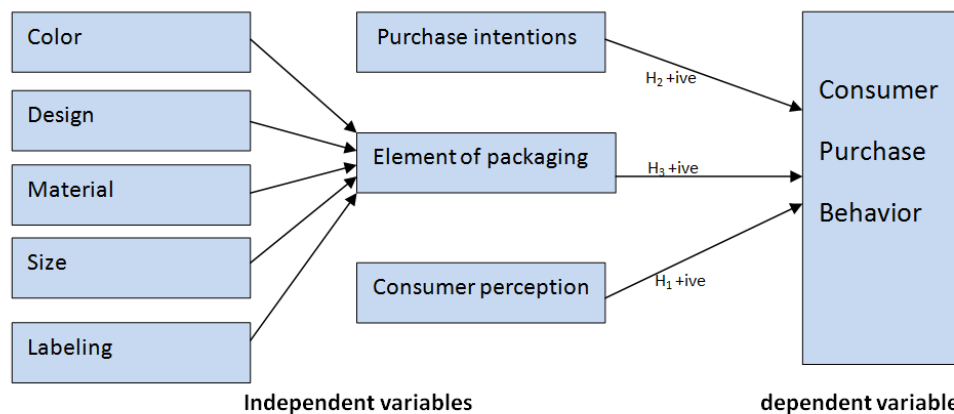 Color
Design
Material
Size
Labeling
Purchase intentions
Element of packaging
Consumer perception
H₂ +ive
H₃ +ive
H₁ +ive
Consumer
Purchase
Behavior
Independent variables
dependent variable